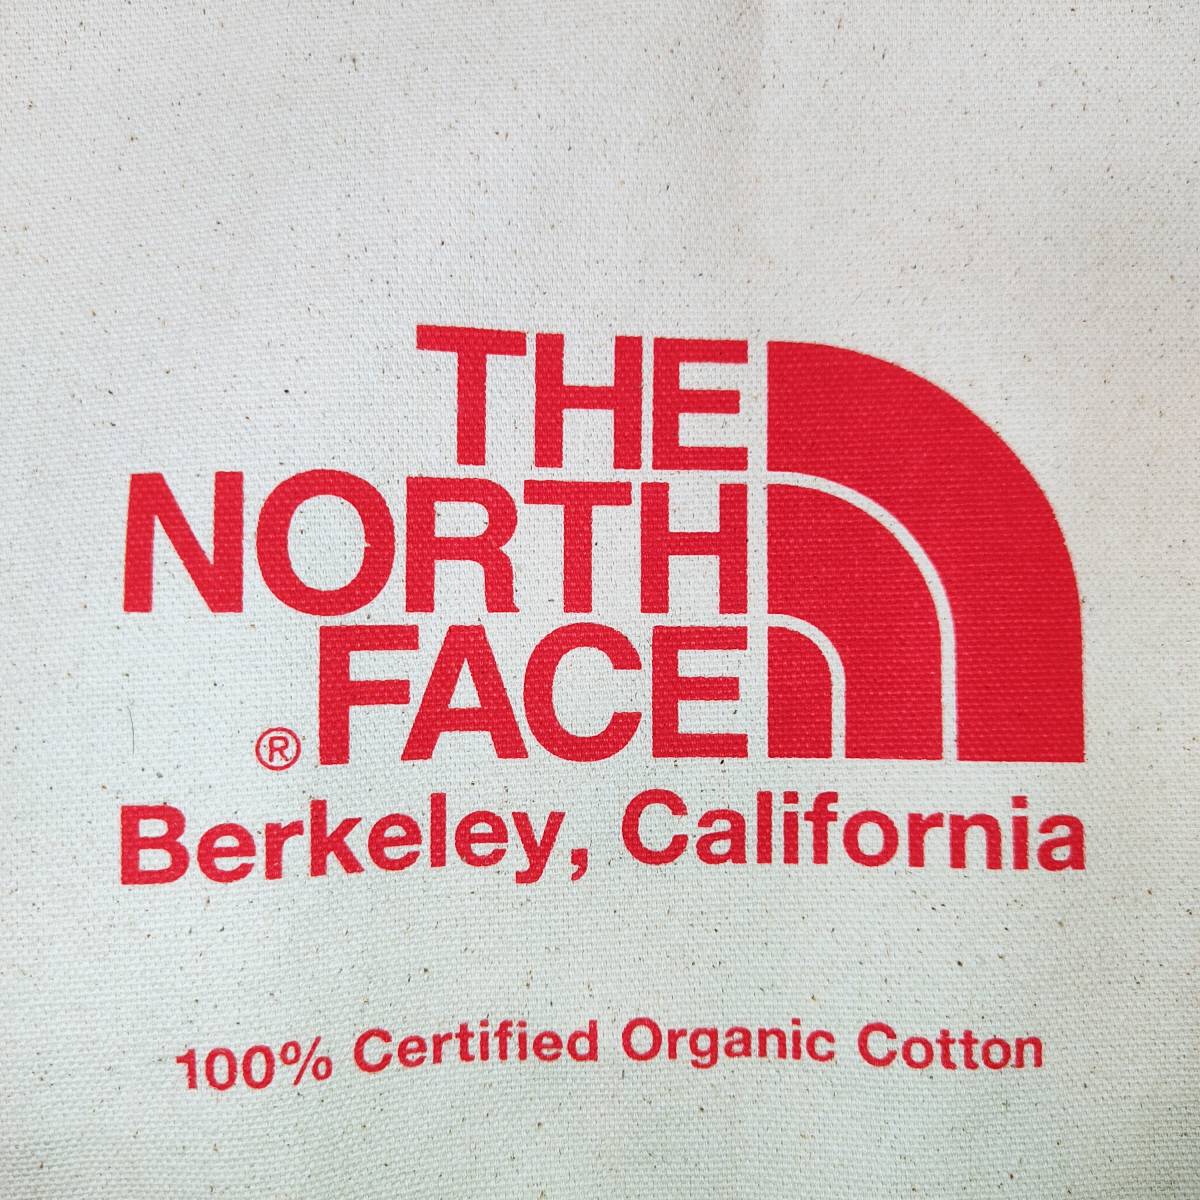 THE
NORTH
® FACE
Berkeley, California
100% Certified Organic Cotton